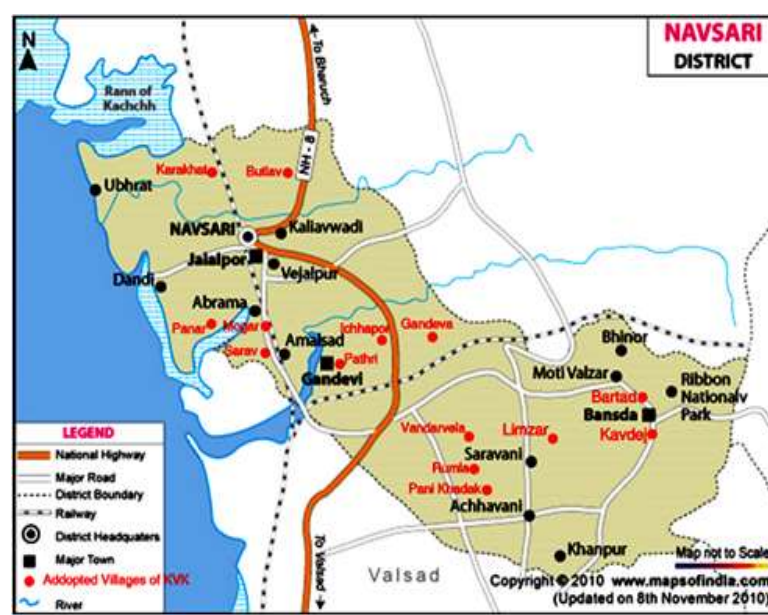 NAVSARI
DISTRICT
N
To Bharuch
Rann of
Kachchh
NH - 8
Karakhat
Butlav
Ubhrat
NAVSARI
Kaliavwadi
Jalalpor
Vejalpur
Dandi
Abrama
Panar
Mogar
Ichhapor
Gandeva
Sarav
Amalsad
Pathri
Gandevi
Bhinor
Moti Valzar
Ribbon
Nationalv
Park
Bartad
Bansda
Kavdej
Vandarvela
Limzar
Saravani
Rumla
Pani Khadak
Achhavani
Khanpur
To Valsad
Valsad
LEGEND
National Highway
Major Road
District Boundary
Railway
District Headquaters
Major Town
Addopted Villages of KVK
River
Map not to Scale
Copyright © 2010 www.mapsofindia.com
(Updated on 8th November 2010)